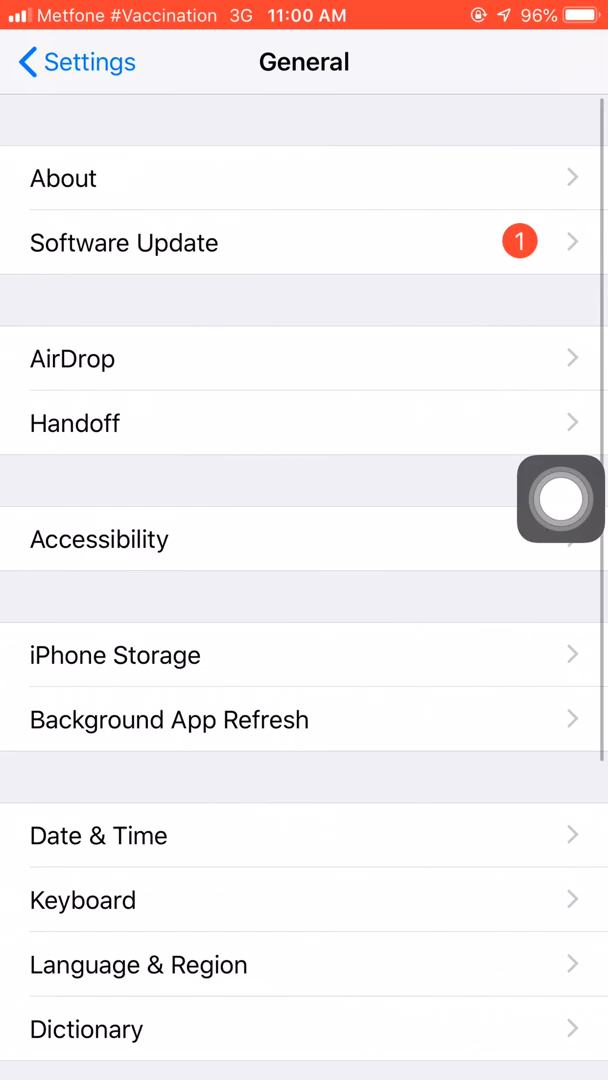 Metfone #Vaccination 3G 11:00 AM 96%
Settings General
About
Software Update 1
AirDrop
Handoff
Accessibility
iPhone Storage
Background App Refresh
Date & Time
Keyboard
Language & Region
Dictionary